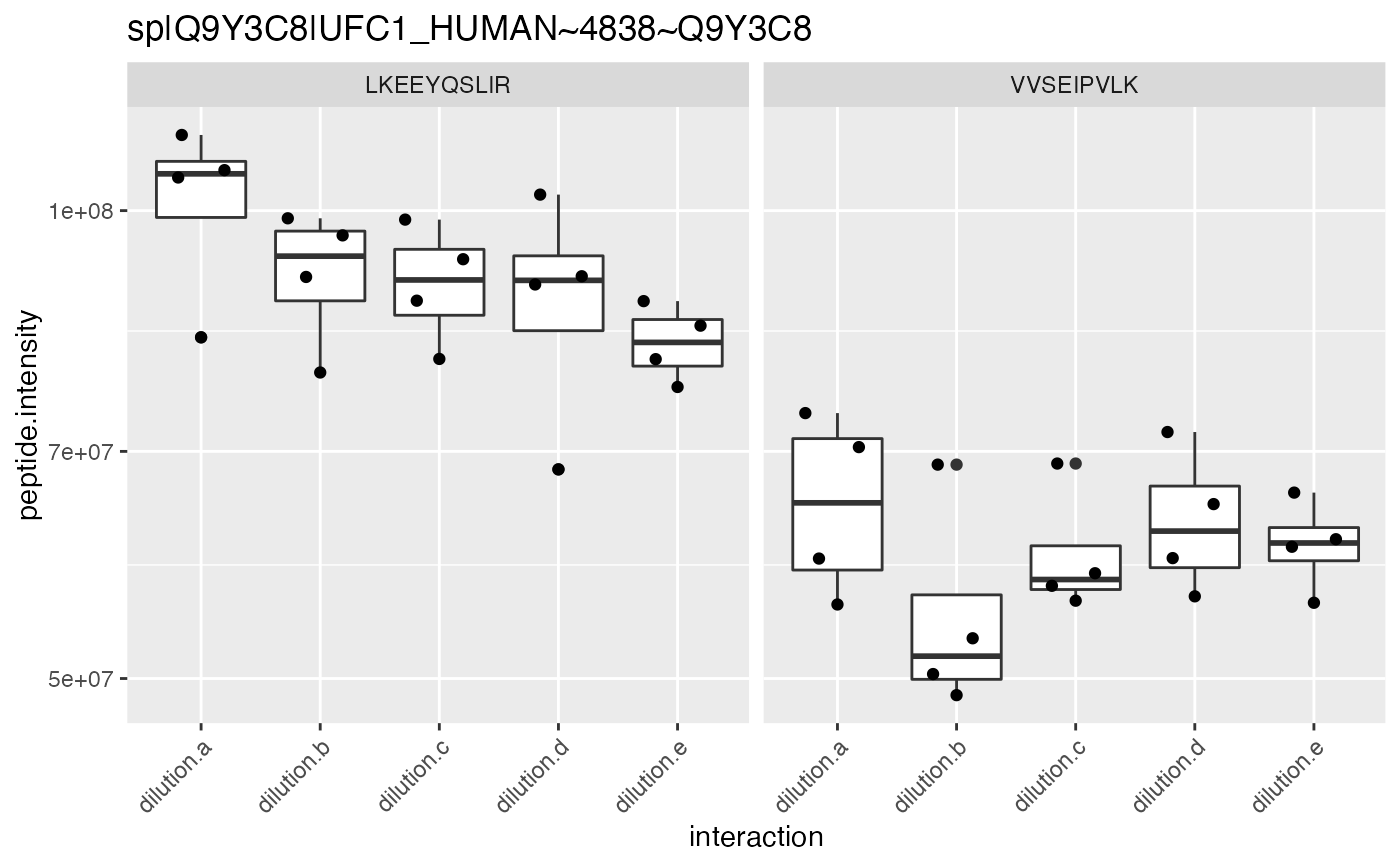 sp|Q9Y3C8|UFC1_HUMAN~4838~Q9Y3C8
LKEEYQSLIR
VVSEIPVLK
peptide.intensity
1e+08
7e+07
5e+07
dilution.a
dilution.b
dilution.c
dilution.d
dilution.e
dilution.a
dilution.b
dilution.c
dilution.d
dilution.e
interaction